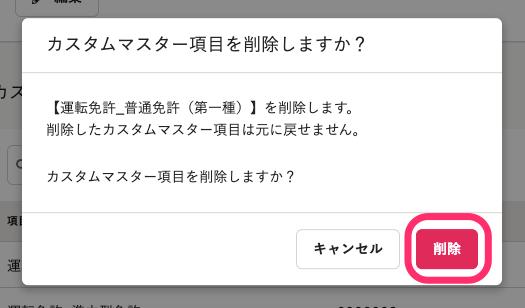 編集
カスタムマスター項目を削除しますか？
カス
【運転免許_普通免許（第一種）】を削除します。
削除したカスタムマスター項目は元に戻せません。
カスタムマスター項目を削除しますか？
項目
キャンセル
削除
運